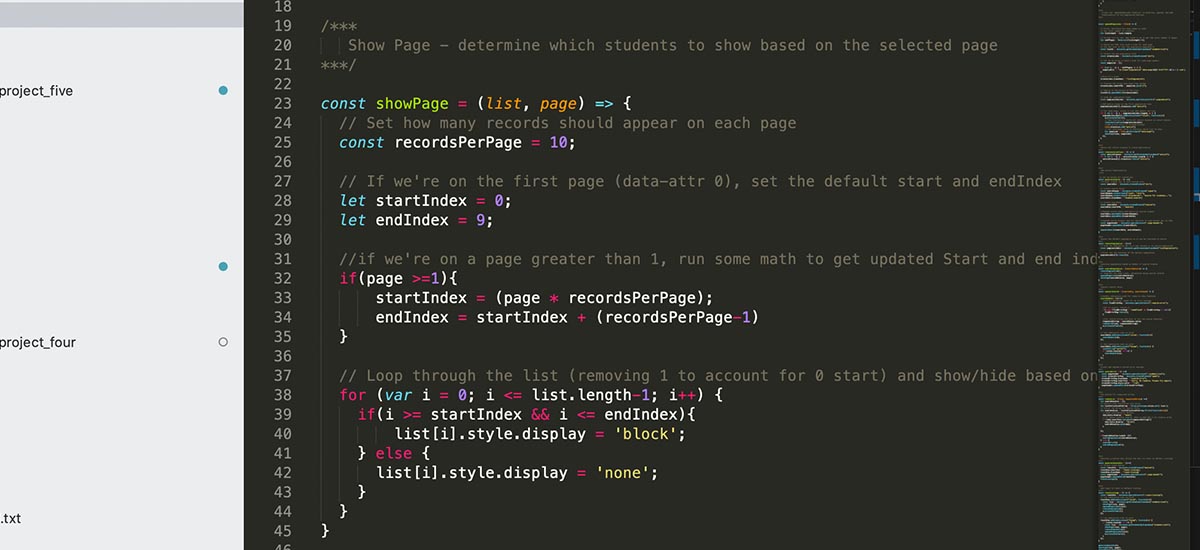 project_five
project_four
.txt
18
19 /***
20 Show Page – determine which students to show based on the selected page
21 ***/
22
23 const showPage = (list, page) => {
24 // Set how many records should appear on each page
25 const recordsPerPage = 10;
26
27 // If we're on the first page (data-attr 0), set the default start and endIndex
28 let startIndex = 0;
29 let endIndex = 9;
30
31 //if we're on a page greater than 1, run some math to get updated Start and end ind
32 if(page >=1){
33 startIndex = (page * recordsPerPage);
34 endIndex = startIndex + (recordsPerPage-1)
35 }
36
37 // Loop through the list (removing 1 to account for 0 start) and show/hide based on
38 for (var i = 0; i <= list.length-1; i++) {
39 if(i >= startIndex && i <= endIndex){
40 list[i].style.display = 'block';
41 } else {
42 list[i].style.display = 'none';
43 }
44 }
45 }